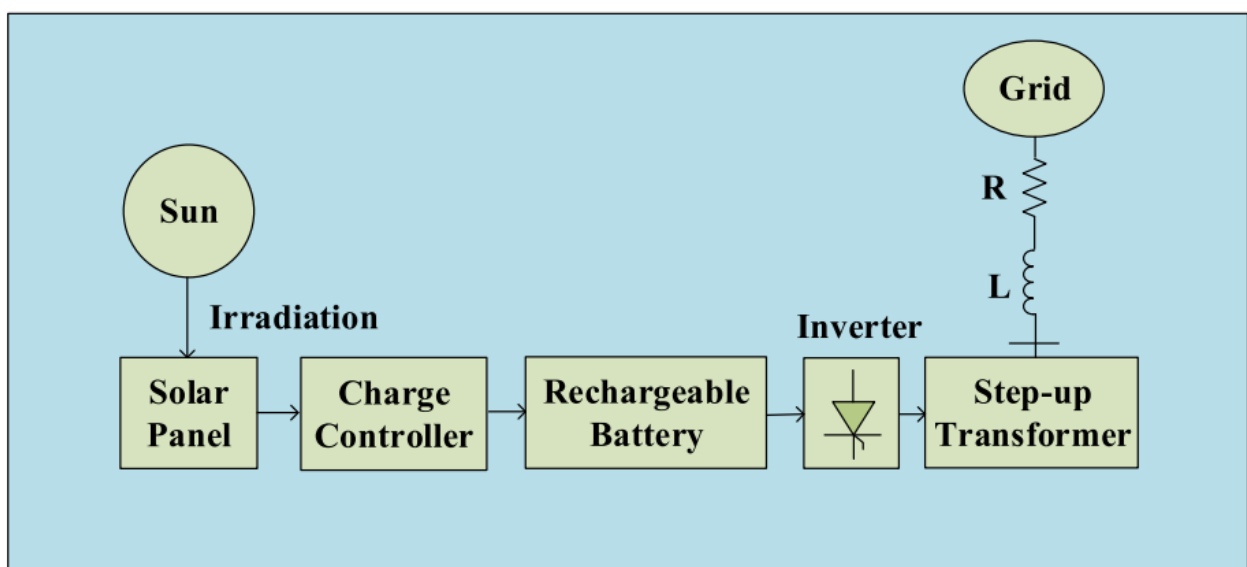 Grid
Sun
R
L
Irradiation
Inverter
Solar
Panel
Charge
Controller
Rechargeable
Battery
Step-up
Transformer